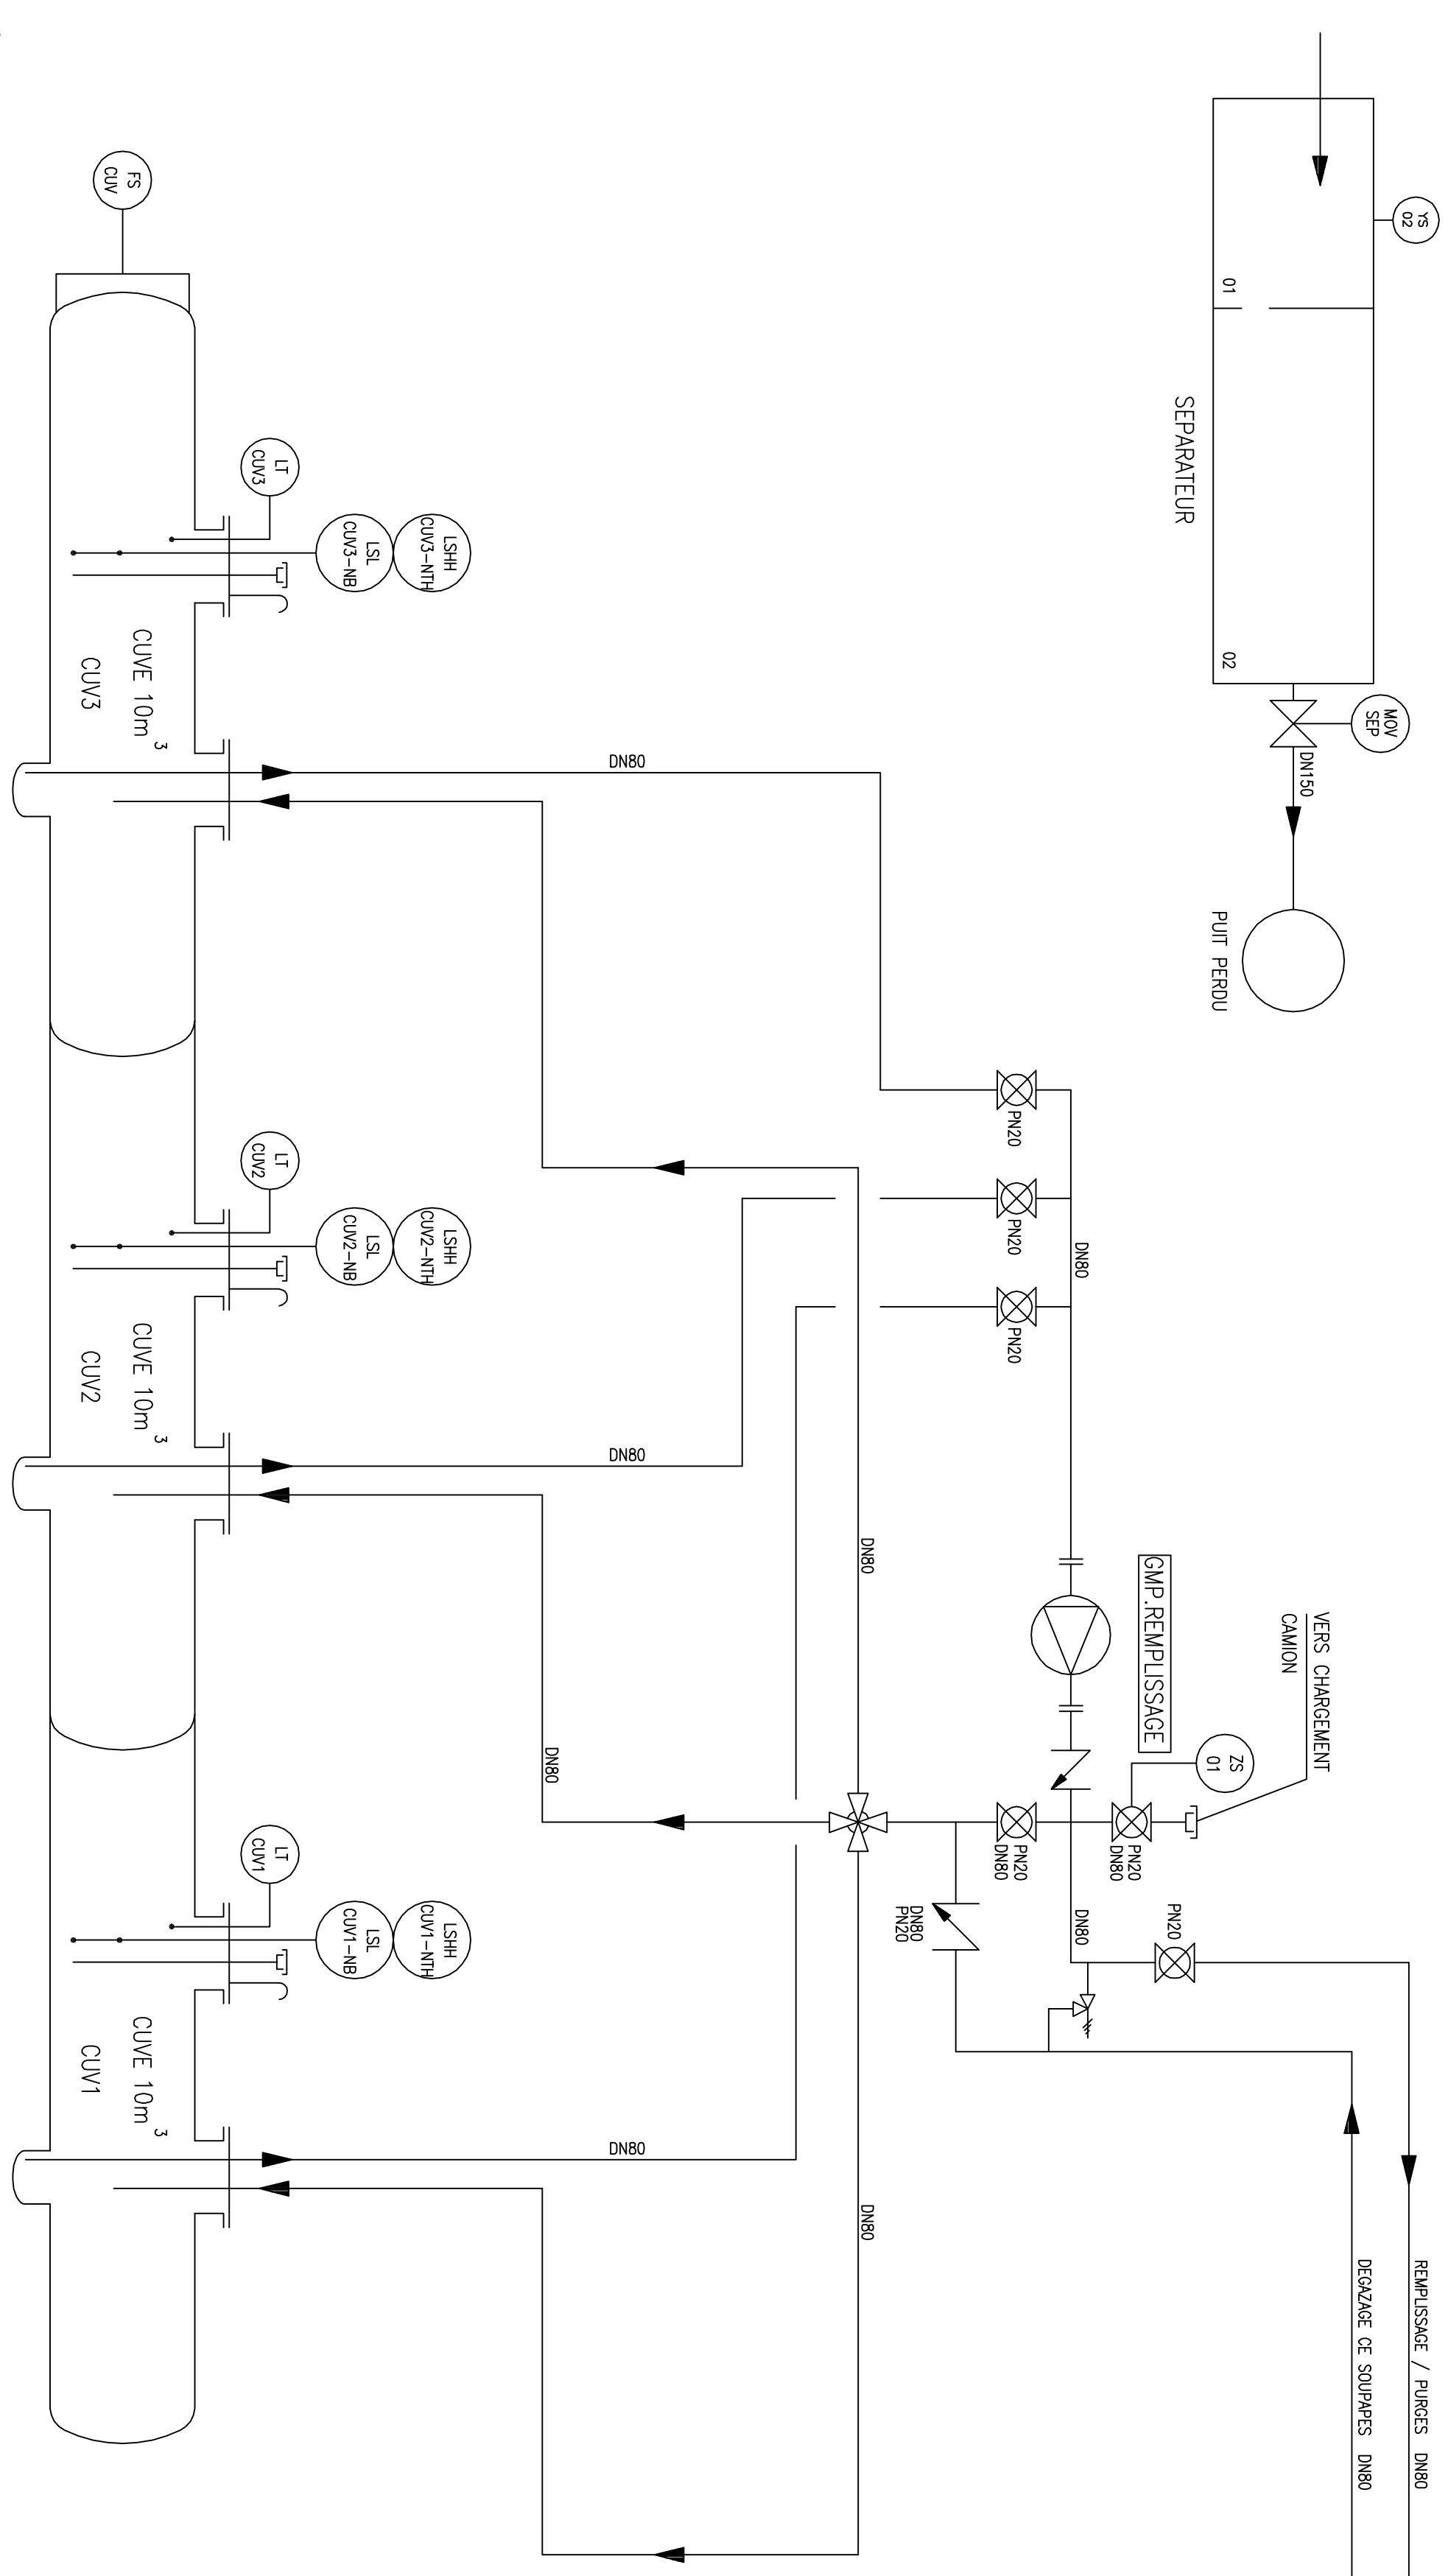 YS
02
01
SEPARATEUR
02
MOV
SEP
DN150
PUIT PERDU
FS
CUV
LT
CUV3
LSHH
CUV3-NTH
LSL
CUV3-NB
CUVE 10m³
CUV3
DN80
PN20
PN20
PN20
DN80
LT
CUV2
LSHH
CUV2-NTH
LSL
CUV2-NB
CUVE 10m³
CUV2
DN80
DN80
GMP.REMPLISSAGE
VERS CHARGEMENT
CAMION
ZS
01
PN20
DN80
PN20
DN80
PN20
DN80
DN80
PN20
DN80
LT
CUV1
LSHH
CUV1-NTH
LSL
CUV1-NB
CUVE 10m³
CUV1
DN80
DN80
REMPLISSAGE / PURGES DN80
DEGAZAGE CE SOUPAPES DN80